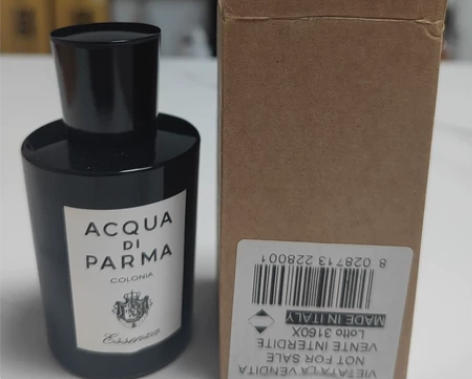 ACQUA
DI
PARMA
COLONIA
Essenza
VIETATA LA VENDITA
NOT FOR SALE
VENTE INTERDITE
Lotto 3160X
MADE IN ITALY
8 028713 228001